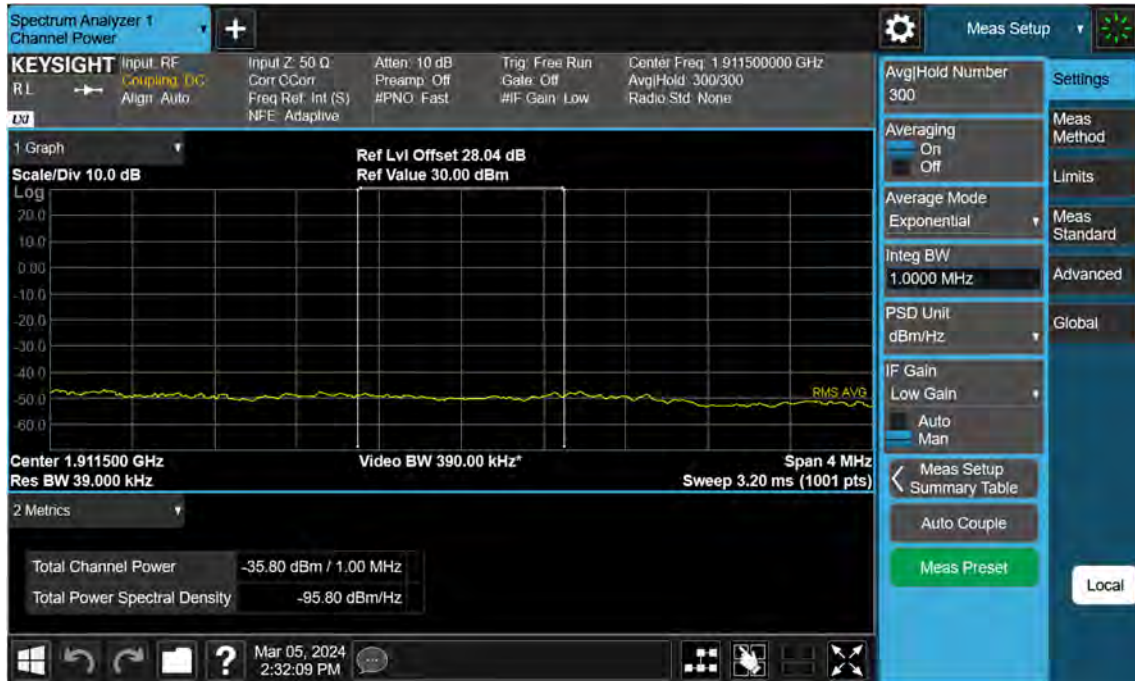 Spectrum Analyzer 1
Channel Power
Meas Setup
KEYSIGHT
RL
LXI
Input: RF
Coupling: DC
Align: Auto
Input Z: 50 Ω
Corr CCorr
Freq Ref: Int (S)
NFE: Adaptive
Atten: 10 dB
Preamp: Off
#PNO: Fast
Trig: Free Run
Gate: Off
#IF Gain: Low
Center Freq: 1.911500000 GHz
Avg|Hold: 300/300
Radio Std: None
1 Graph
Scale/Div 10.0 dB
Ref Lvl Offset 28.04 dB
Ref Value 30.00 dBm
Log
20.0
10.0
0.00
-10.0
-20.0
-30.0
-40.0
-50.0
-60.0
RMS AVG
Center 1.911500 GHz
Video BW 390.00 kHz*
Span 4 MHz
Res BW 39.000 kHz
Sweep 3.20 ms (1001 pts)
2 Metrics
Total Channel Power -35.80 dBm / 1.00 MHz
Total Power Spectral Density -95.80 dBm/Hz
Mar 05, 2024
2:32:09 PM
Avg|Hold Number
300
Averaging
On
Off
Average Mode
Exponential
Integ BW
1.0000 MHz
PSD Unit
dBm/Hz
IF Gain
Low Gain
Auto
Man
Meas Setup
Summary Table
Auto Couple
Meas Preset
Settings
Meas
Method
Limits
Meas
Standard
Advanced
Global
Local